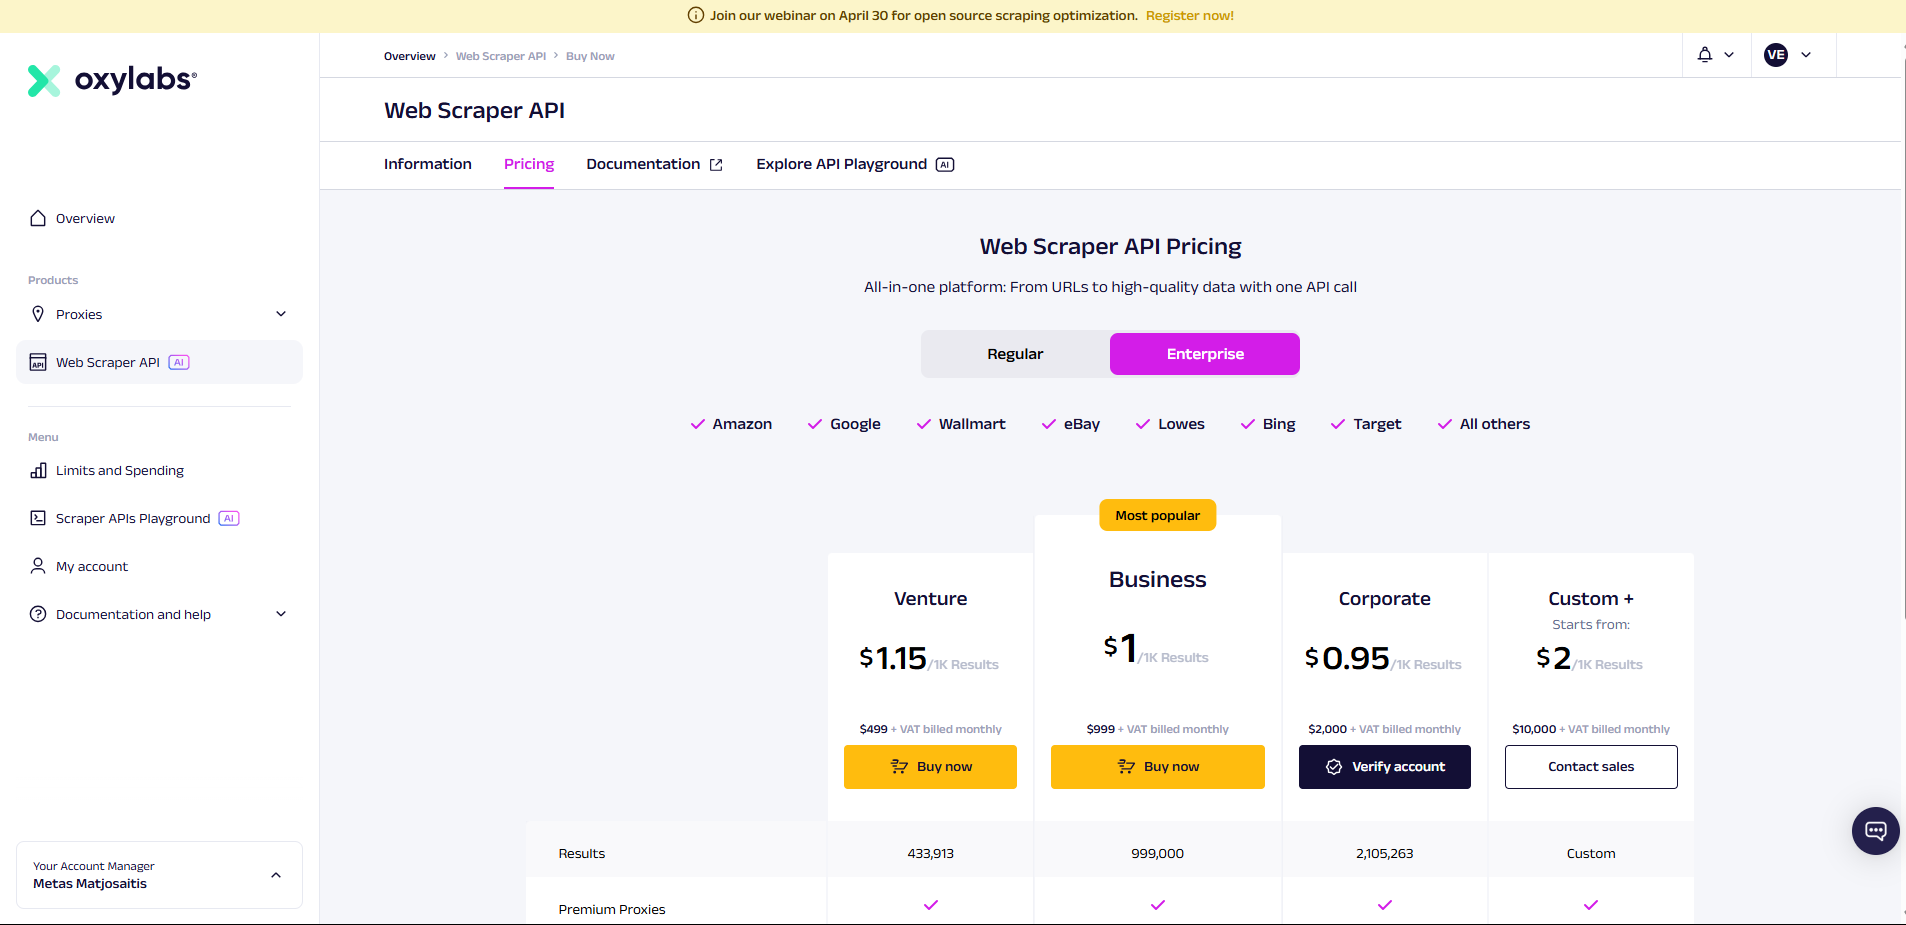 Join our webinar on April 30 for open source scraping optimization. Register now!
oxylabs®
Overview > Web Scraper API > Buy Now
VE
Web Scraper API
Information Pricing Documentation Explore API Playground AI
Overview
Products
Proxies
API Web Scraper API AI
Menu
Limits and Spending
Scraper APIs Playground AI
My account
Documentation and help
Your Account Manager
Metas Matjosaitis
Web Scraper API Pricing
All-in-one platform: From URLs to high-quality data with one API call
Regular Enterprise
Amazon Google Wallmart eBay Lowes Bing Target All others
Most popular
Venture
$1.15/1K Results
$499 + VAT billed monthly
Buy now
Business
$1/1K Results
$999 + VAT billed monthly
Buy now
Corporate
$0.95/1K Results
$2,000 + VAT billed monthly
Verify account
Custom +
Starts from:
$2/1K Results
$10,000 + VAT billed monthly
Contact sales
Results 433,913 999,000 2,105,263 Custom
Premium Proxies